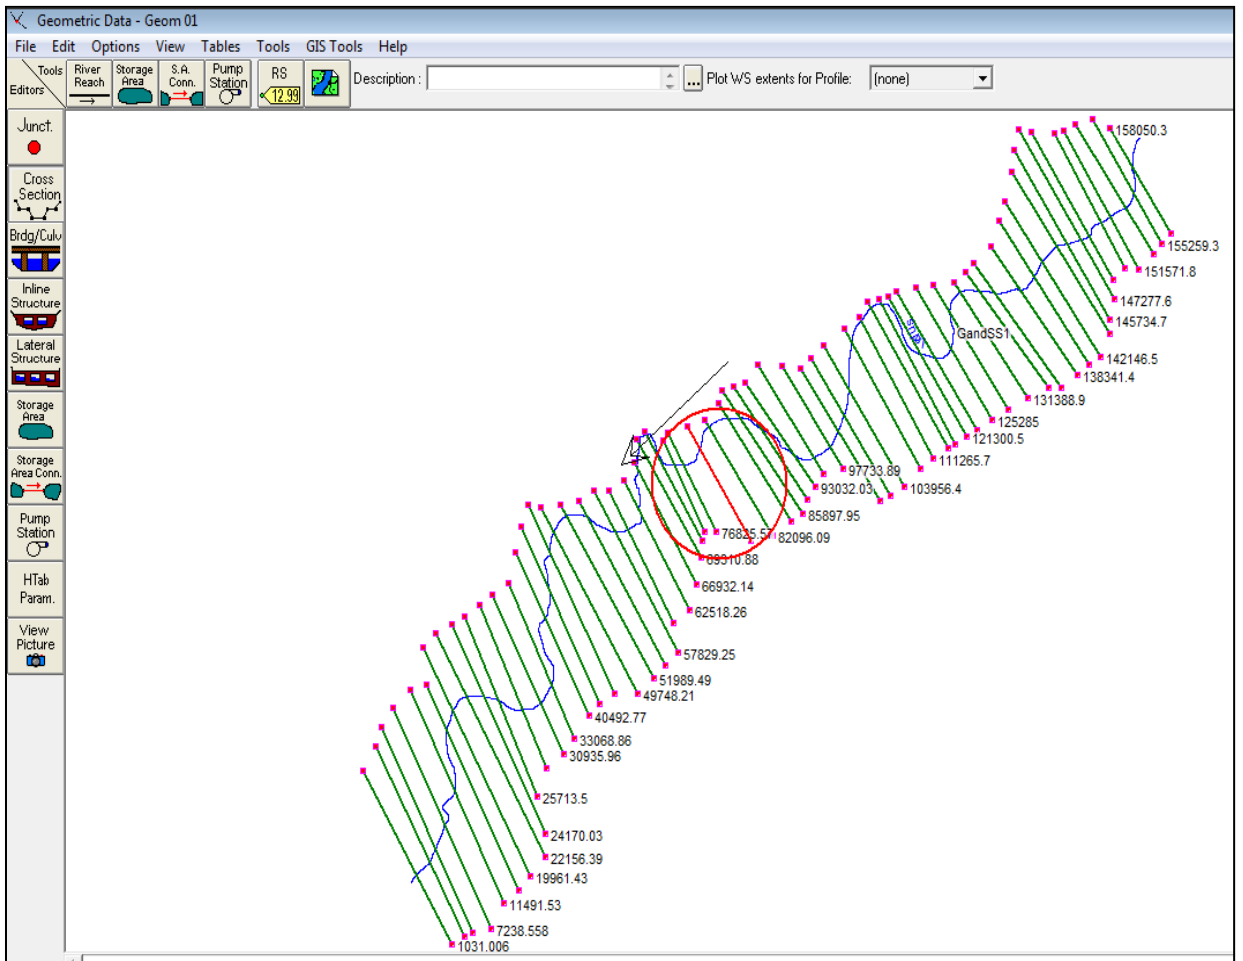 Geometric Data - Geom 01
File Edit Options View Tables Tools GIS Tools Help
Tools
Editors
River
Reach
Storage
Area
S.A.
Conn.
Pump
Station
RS
12.99
Description :
...
Plot WS extents for Profile:
(none)
Junct.
Cross
Section
Brdg/Culv
Inline
Structure
Lateral
Structure
Storage
Area
Storage
Area Conn.
Pump
Station
HTab
Param.
View
Picture
158050.3
155259.3
151571.8
147277.6
145734.7
GandSS1
142146.5
138341.4
131388.9
125285
121300.5
111265.7
97733.89
103956.4
93032.03
85897.95
76825.57
82096.09
69310.88
66932.14
62518.26
57829.25
51989.49
49748.21
40492.77
33068.86
30935.96
25713.5
24170.03
22156.39
19961.43
11491.53
7238.558
1031.006